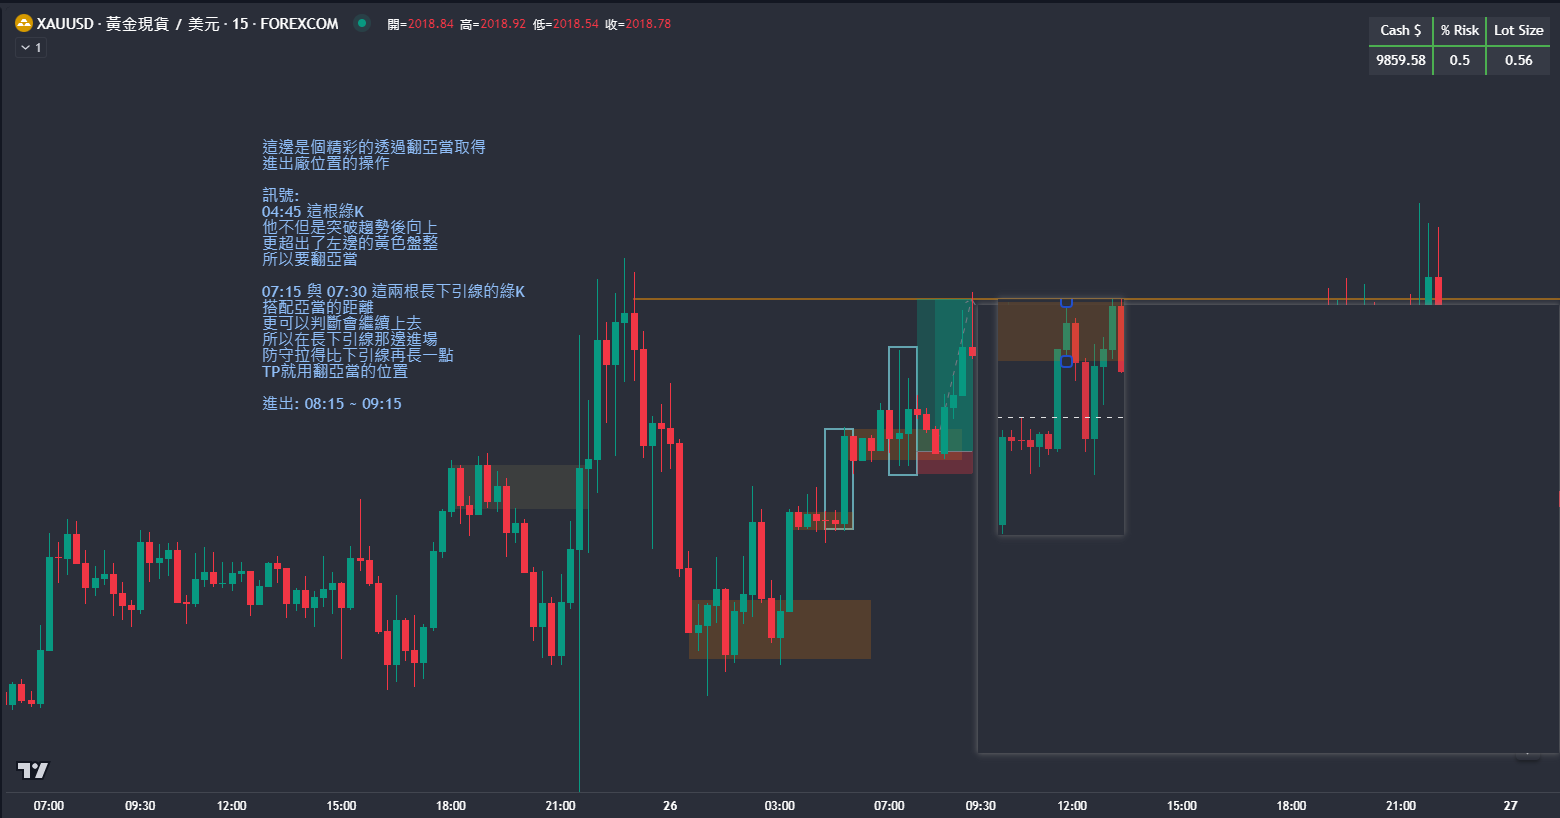 XAUUSD · 黃金現貨 / 美元 · 15 · FOREXCOM 開=2018.84 高=2018.92 低=2018.54 收=2018.78
1
Cash $ % Risk Lot Size
9859.58 0.5 0.56
這邊是個精彩的透過翻亞當取得
進出廠位置的操作
訊號:
04:45 這根綠K
他不但是突破趨勢後向上
更超出了左邊的黃色盤整
所以要翻亞當
07:15 與 07:30 這兩根長下引線的綠K
搭配亞當的距離
更可以判斷會繼續上去
所以在長下引線那邊進場
防守拉得比下引線再長一點
TP就用翻亞當的位置
進出: 08:15 ~ 09:15
07:00 09:30 12:00 15:00 18:00 21:00 26 03:00 07:00 09:30 12:00 15:00 18:00 21:00 27